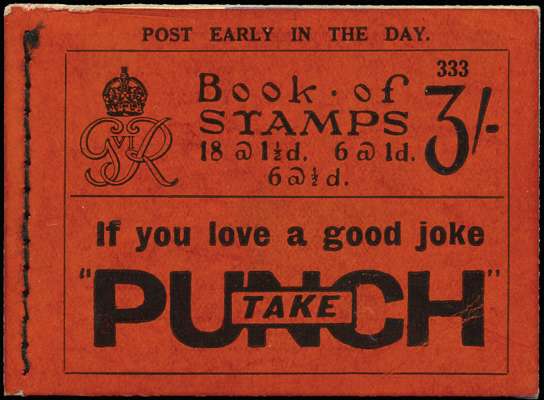 POST EARLY IN THE DAY.
333
GVIR
Book · of
STAMPS
3/-
18 @ 1½d. 6 @ 1d.
6 @ ½d.
If you love a good joke
TAKE
"PUNCH"